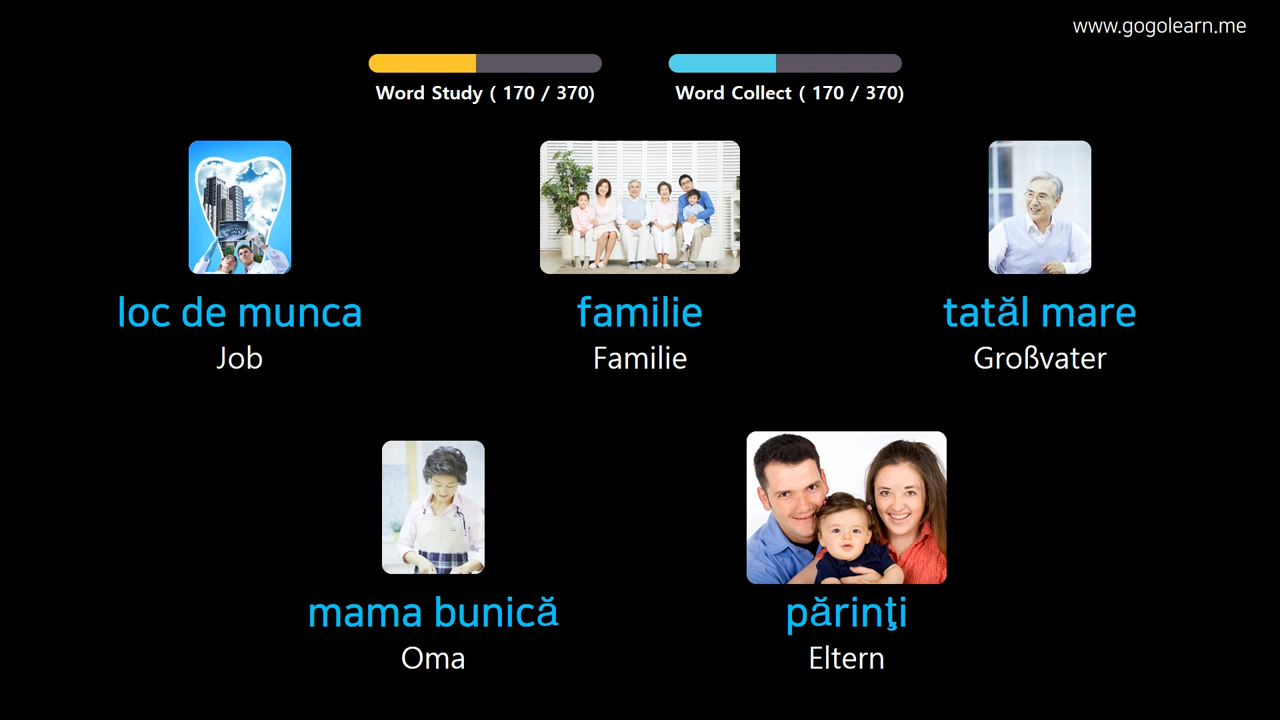 www.gogolearn.me
Word Study ( 170 / 370)
Word Collect ( 170 / 370)
loc de munca
Job
familie
Familie
tatăl mare
Großvater
mama bunică
Oma
părinţi
Eltern